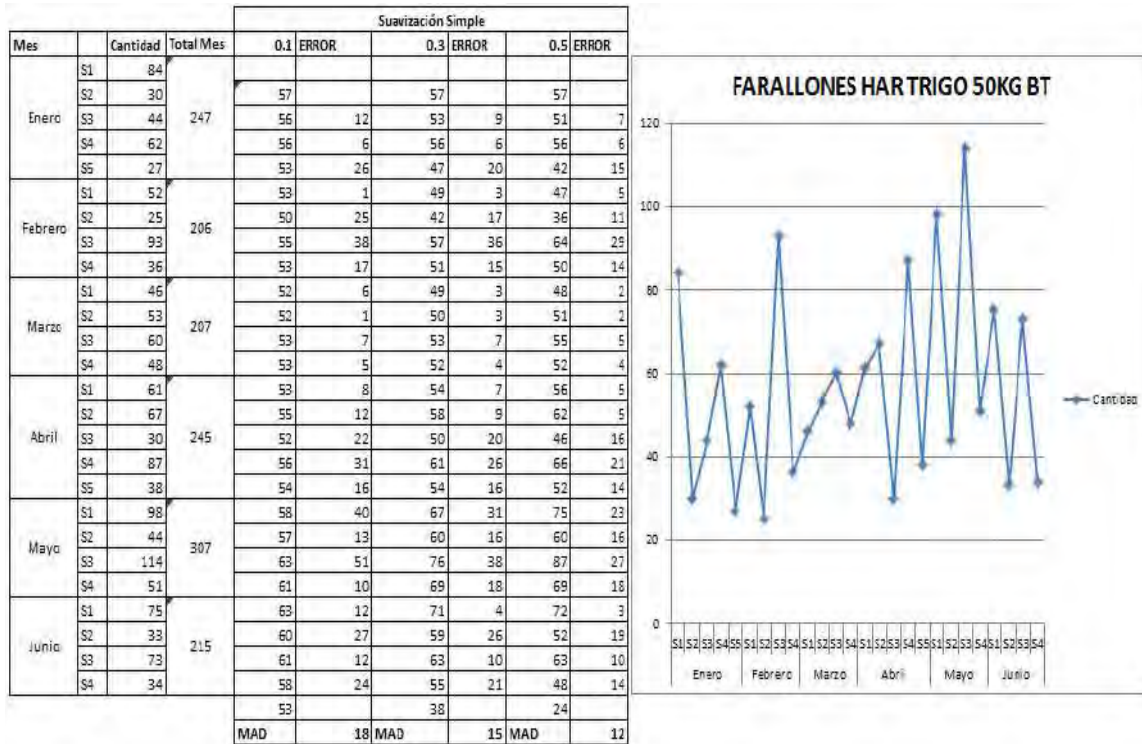 Suavización Simple
Mes Cantidad Total Mes 0.1 ERROR 0.3 ERROR 0.5 ERROR
Enero 247
S1 84
S2 30 57 57 57
S3 44 56 12 53 9 51 7
S4 62 56 6 56 6 56 6
S5 27 53 26 47 20 42 15
Febrero 206
S1 52 53 1 49 3 47 5
S2 25 50 25 42 17 36 11
S3 93 55 38 57 36 64 29
S4 36 53 17 51 15 50 14
Marzo 207
S1 46 52 6 49 3 48 2
S2 53 52 1 50 3 51 2
S3 60 53 7 53 7 55 5
S4 48 53 5 52 4 52 4
Abril 245
S1 61 53 8 54 7 56 5
S2 67 55 12 58 9 62 5
S3 30 52 22 50 20 46 16
S4 87 56 31 61 26 66 21
S5 38 54 16 54 16 52 14
Mayo 307
S1 98 58 40 67 31 75 23
S2 44 57 13 60 16 60 16
S3 114 63 51 76 38 87 27
S4 51 61 10 69 18 69 18
Junio 215
S1 75 63 12 71 4 72 3
S2 33 60 27 59 26 52 19
S3 73 61 12 63 10 63 10
S4 34 58 24 55 21 48 14
53 38 24
MAD 18 MAD 15 MAD 12
FARALLONES HAR TRIGO 50KG BT
120
100
80
60
40
20
0
Cantidad
S1 S2 S3 S4 S5 S1 S2 S3 S4 S1 S2 S3 S4 S1 S2 S3 S4 S5 S1 S2 S3 S4 S1 S2 S3 S4
Enero Febrero Marzo Abril Mayo Junio